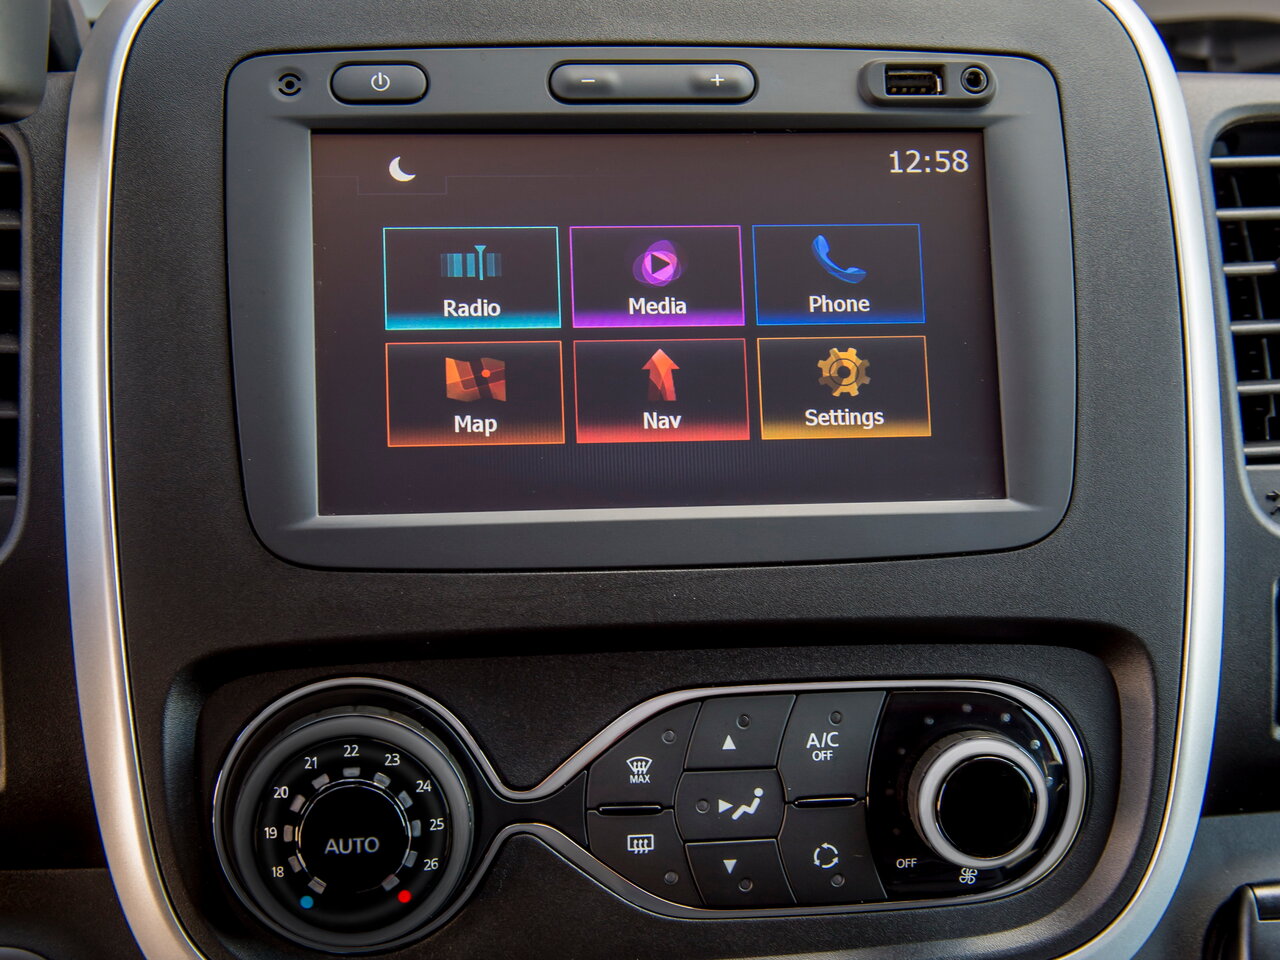 12:58
Radio
Media
Phone
Map
Nav
Settings
18
19
20
21
22
23
24
25
26
AUTO
MAX
A/C
OFF
OFF